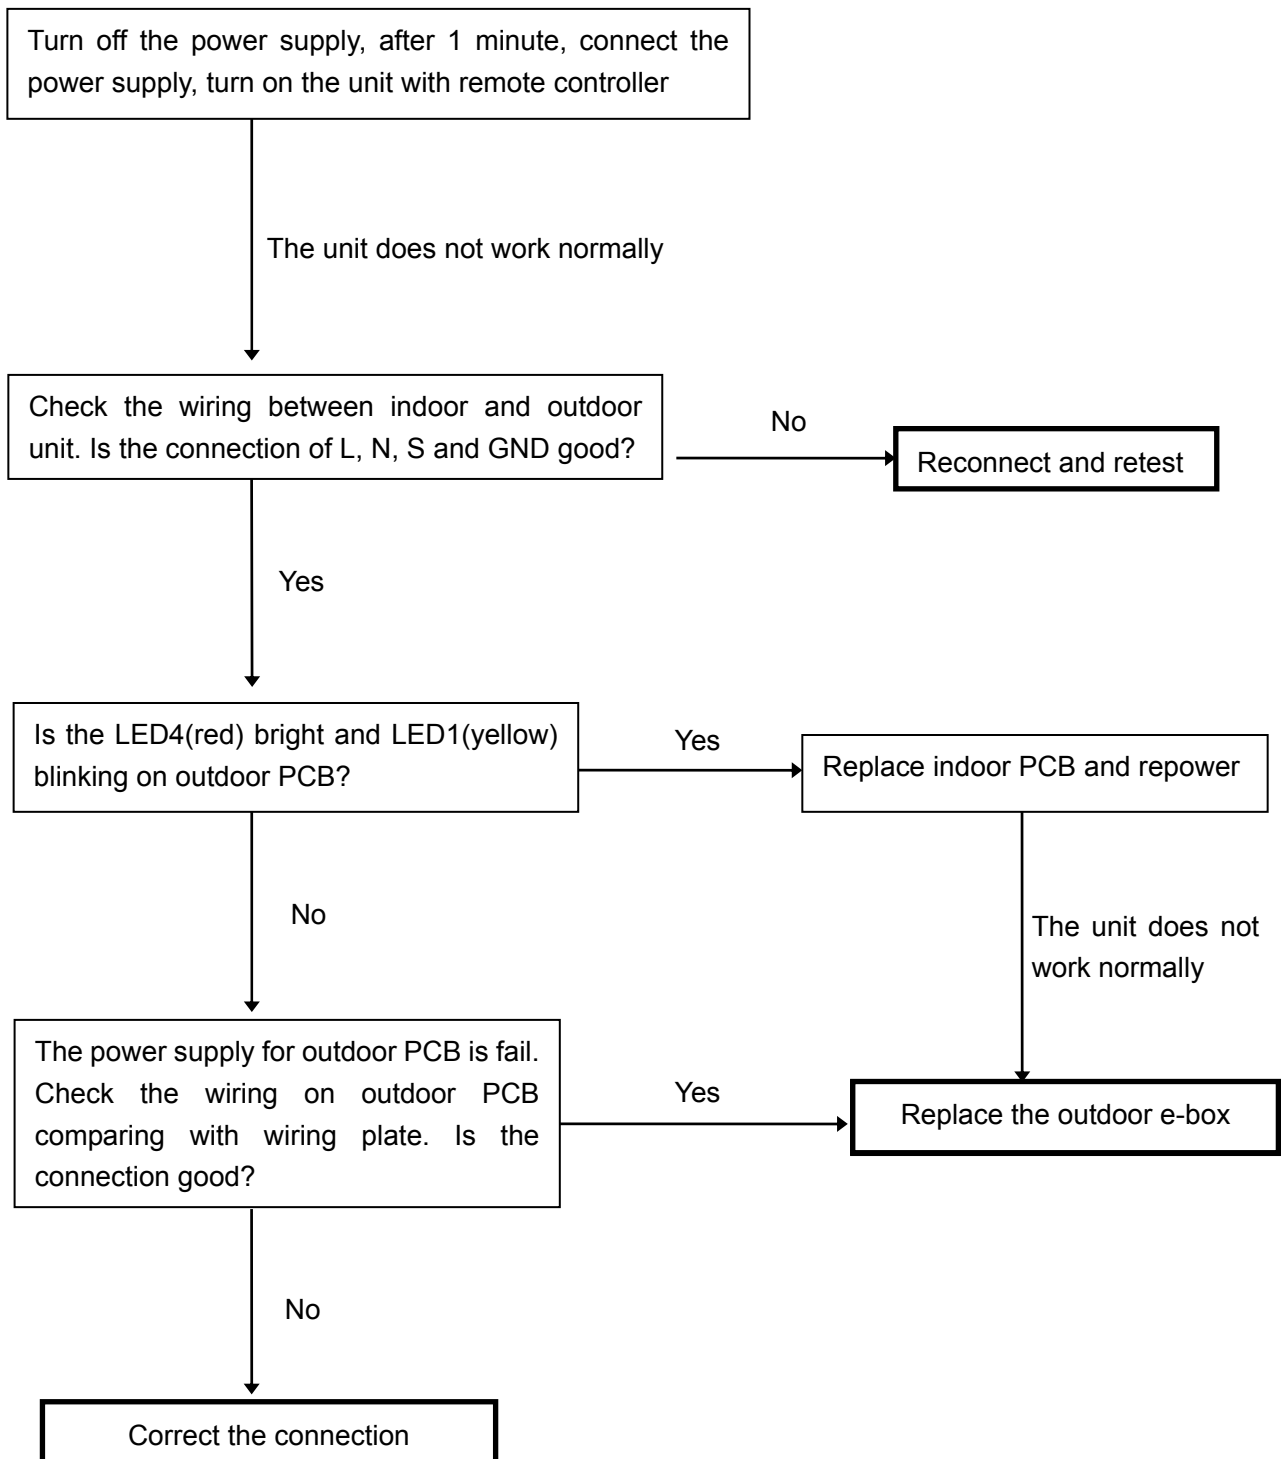 Turn off the power supply, after 1 minute, connect the
power supply, turn on the unit with remote controller
The unit does not work normally
Check the wiring between indoor and outdoor
unit. Is the connection of L, N, S and GND good?
No
Reconnect and retest
Yes
Is the LED4(red) bright and LED1(yellow)
blinking on outdoor PCB?
Yes
Replace indoor PCB and repower
No
The unit does not
work normally
The power supply for outdoor PCB is fail.
Check the wiring on outdoor PCB
comparing with wiring plate. Is the
connection good?
Yes
Replace the outdoor e-box
No
Correct the connection